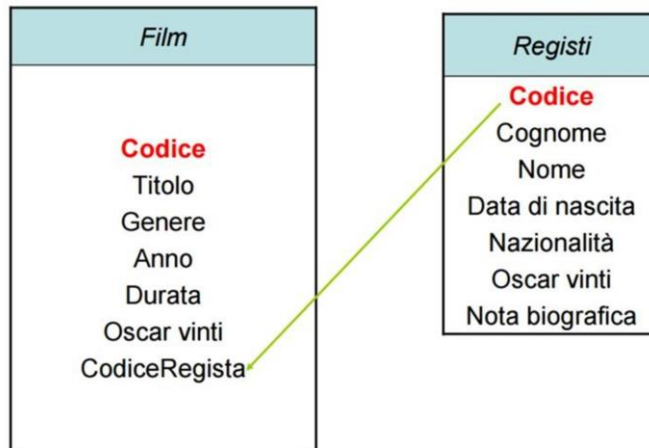 Film
Codice
Titolo
Genere
Anno
Durata
Oscar vinti
CodiceRegista
Registi
Codice
Cognome
Nome
Data di nascita
Nazionalità
Oscar vinti
Nota biografica